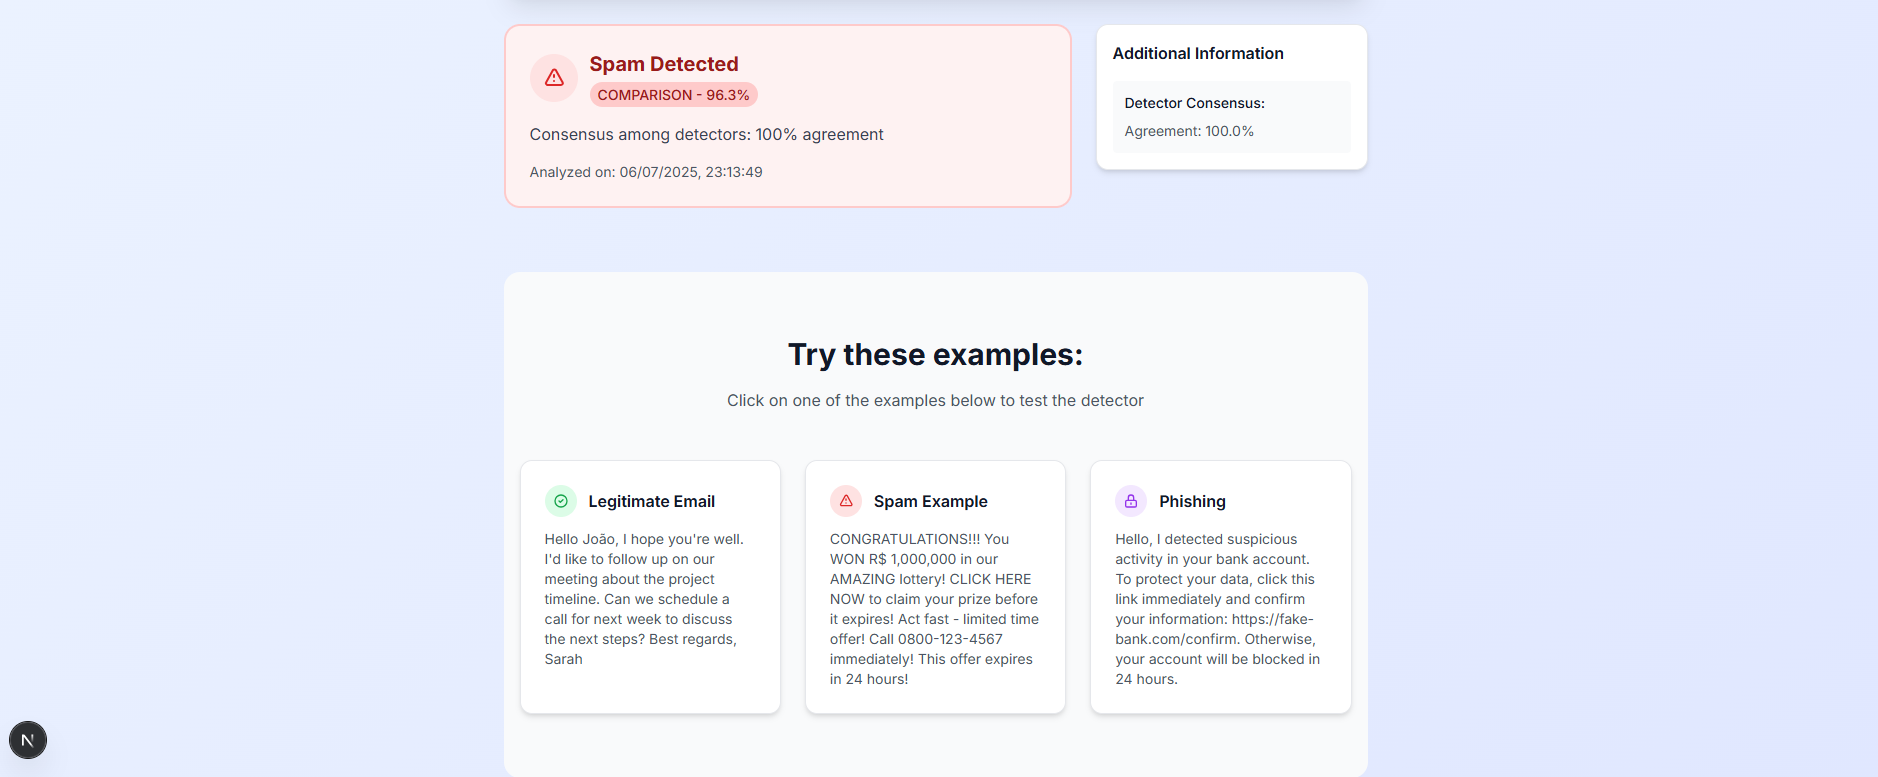 Spam Detected
COMPARISON - 96.3%
Consensus among detectors: 100% agreement
Analyzed on: 06/07/2025, 23:13:49
Additional Information
Detector Consensus:
Agreement: 100.0%
Try these examples:
Click on one of the examples below to test the detector
Legitimate Email
Hello João, I hope you're well.
I'd like to follow up on our
meeting about the project
timeline. Can we schedule a
call for next week to discuss
the next steps? Best regards,
Sarah
Spam Example
CONGRATULATIONS!!! You
WON R$ 1,000,000 in our
AMAZING lottery! CLICK HERE
NOW to claim your prize before
it expires! Act fast - limited time
offer! Call 0800-123-4567
immediately! This offer expires
in 24 hours!
Phishing
Hello, I detected suspicious
activity in your bank account.
To protect your data, click this
link immediately and confirm
your information: https://fake-
bank.com/confirm. Otherwise,
your account will be blocked in
24 hours.
N